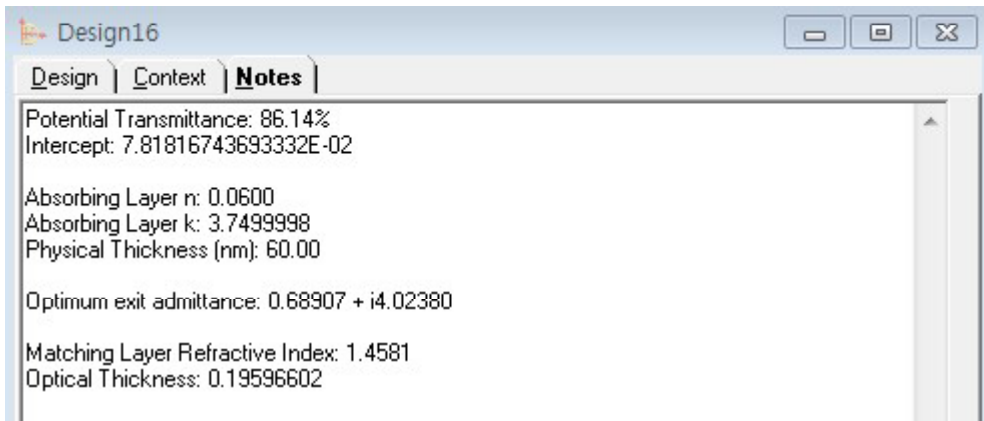 Design16
Design Context Notes
Potential Transmittance: 86.14%
Intercept: 7.81816743693332E-02
Absorbing Layer n: 0.0600
Absorbing Layer k: 3.7499998
Physical Thickness (nm): 60.00
Optimum exit admittance: 0.68907 + i4.02380
Matching Layer Refractive Index: 1.4581
Optical Thickness: 0.19596602